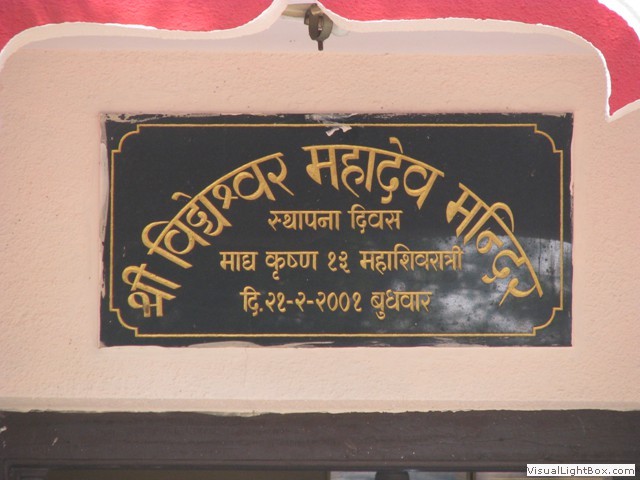 श्री विद्येश्वर महादेव मन्दिर
स्थापना दिवस
माघ कृष्ण १३ महाशिवरात्री
दि.२१-२-२००१ बुधवार
VisualLightBox.com